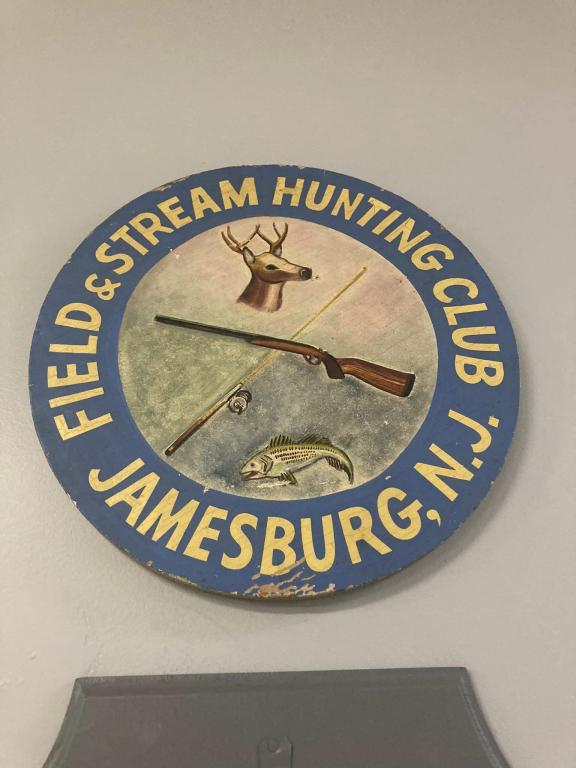 FIELD & STREAM HUNTING CLUB
JAMESBURG, N.J.